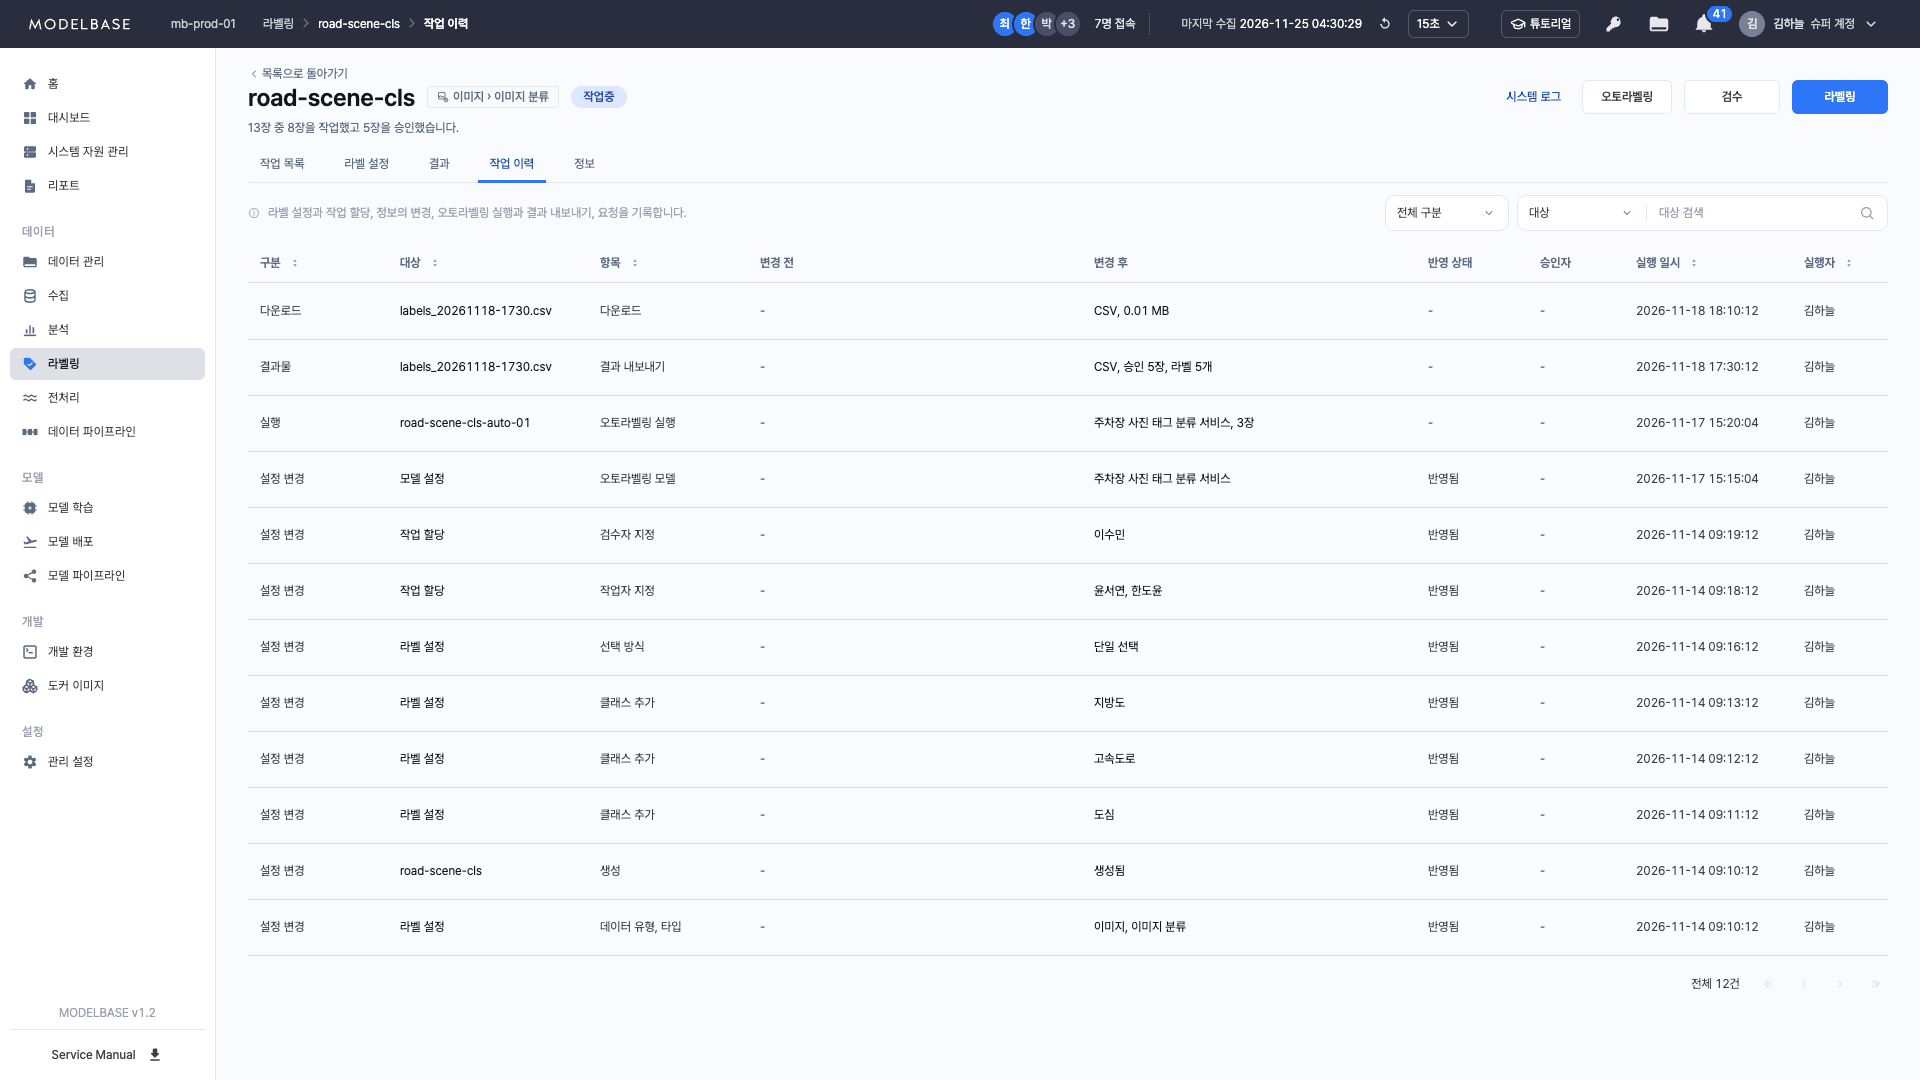 MODELBASE
mb-prod-01
라벨링 > road-scene-cls > 작업 이력
최 한 박 +3 7명 접속
마지막 수집 2026-11-25 04:30:29
15초
튜토리얼
41
김 김하늘 슈퍼 계정
홈
대시보드
시스템 자원 관리
리포트
데이터
데이터 관리
수집
분석
라벨링
전처리
데이터 파이프라인
모델
모델 학습
모델 배포
모델 파이프라인
개발
개발 환경
도커 이미지
설정
관리 설정
MODELBASE v1.2
Service Manual
목록으로 돌아가기
road-scene-cls
이미지 › 이미지 분류
작업중
13장 중 8장을 작업했고 5장을 승인했습니다.
시스템 로그
오토라벨링
검수
라벨링
작업 목록 라벨 설정 결과 작업 이력 정보
라벨 설정과 작업 할당, 정보의 변경, 오토라벨링 실행과 결과 내보내기, 요청을 기록합니다.
전체 구분
대상
대상 검색
구분 대상 항목 변경 전 변경 후 반영 상태 승인자 실행 일시 실행자
다운로드 labels_20261118-1730.csv 다운로드 - CSV, 0.01 MB - - 2026-11-18 18:10:12 김하늘
결과물 labels_20261118-1730.csv 결과 내보내기 - CSV, 승인 5장, 라벨 5개 - - 2026-11-18 17:30:12 김하늘
실행 road-scene-cls-auto-01 오토라벨링 실행 - 주차장 사진 태그 분류 서비스, 3장 - - 2026-11-17 15:20:04 김하늘
설정 변경 모델 설정 오토라벨링 모델 - 주차장 사진 태그 분류 서비스 반영됨 - 2026-11-17 15:15:04 김하늘
설정 변경 작업 할당 검수자 지정 - 이수민 반영됨 - 2026-11-14 09:19:12 김하늘
설정 변경 작업 할당 작업자 지정 - 윤서연, 한도윤 반영됨 - 2026-11-14 09:18:12 김하늘
설정 변경 라벨 설정 선택 방식 - 단일 선택 반영됨 - 2026-11-14 09:16:12 김하늘
설정 변경 라벨 설정 클래스 추가 - 지방도 반영됨 - 2026-11-14 09:13:12 김하늘
설정 변경 라벨 설정 클래스 추가 - 고속도로 반영됨 - 2026-11-14 09:12:12 김하늘
설정 변경 라벨 설정 클래스 추가 - 도심 반영됨 - 2026-11-14 09:11:12 김하늘
설정 변경 road-scene-cls 생성 - 생성됨 반영됨 - 2026-11-14 09:10:12 김하늘
설정 변경 라벨 설정 데이터 유형, 타입 - 이미지, 이미지 분류 반영됨 - 2026-11-14 09:10:12 김하늘
전체 12건 « ‹ › »